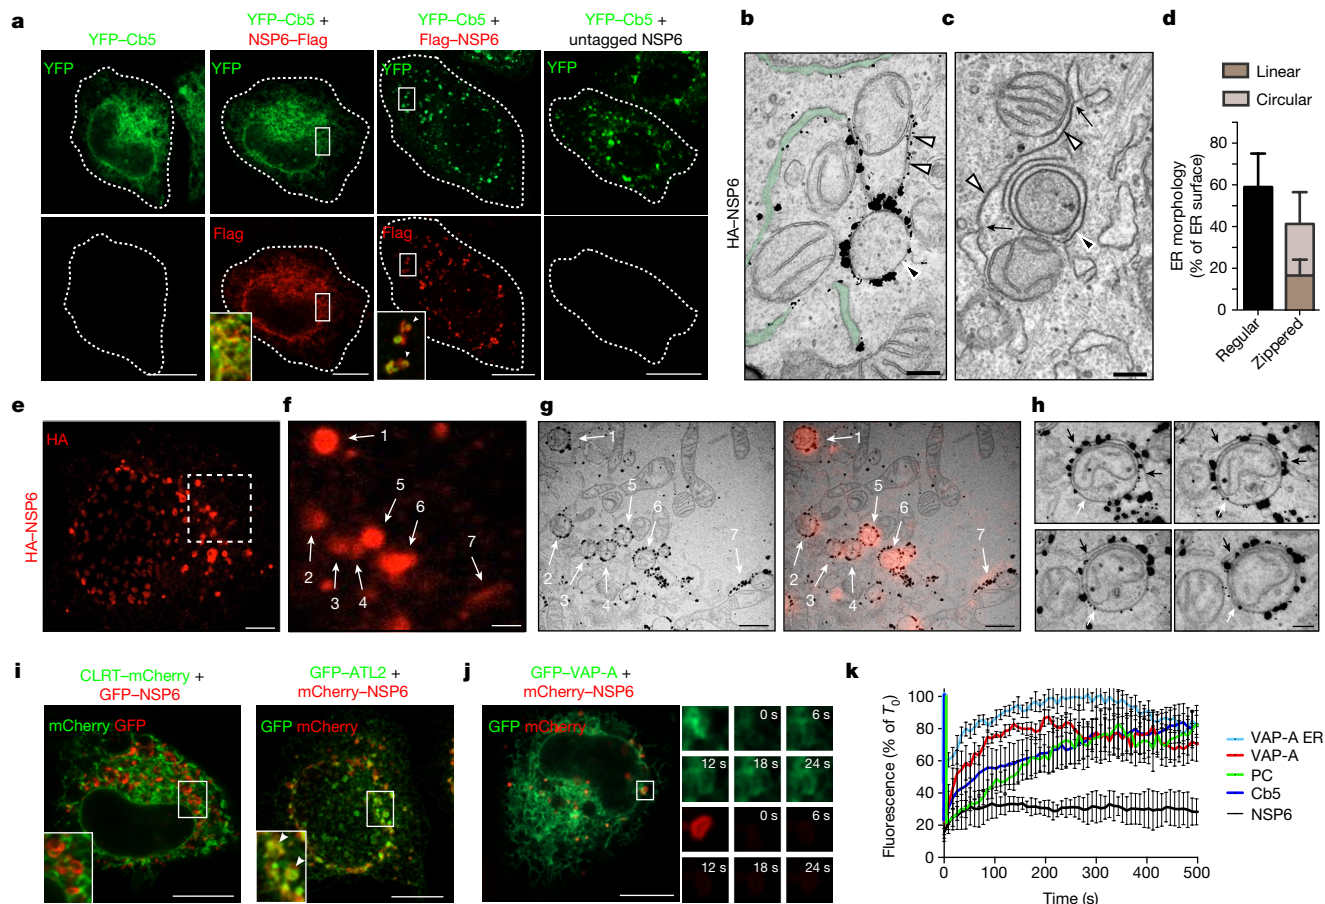 a
YFP–Cb5
YFP–Cb5 +
NSP6–Flag
YFP–Cb5 +
Flag–NSP6
YFP–Cb5 +
untagged NSP6
YFP
YFP
YFP
YFP
Flag
Flag
b
HA–NSP6
c
d
Linear
Circular
ER morphology
(% of ER surface)
80
60
40
20
0
Regular
Zippered
e
HA–NSP6
HA
f
1
5
6
7
2
3
4
g
1
5
6
7
2
3
4
1
5
6
7
2
3
4
h
i
CLRT–mCherry +
GFP–NSP6
mCherry GFP
GFP–ATL2 +
mCherry–NSP6
GFP mCherry
j
GFP–VAP-A +
mCherry–NSP6
GFP mCherry
0 s
6 s
12 s
18 s
24 s
0 s
6 s
12 s
18 s
24 s
k
Fluorescence (% of T0)
100
80
60
40
20
0
0
100
200
300
400
500
Time (s)
VAP-A ER
VAP-A
PC
Cb5
NSP6